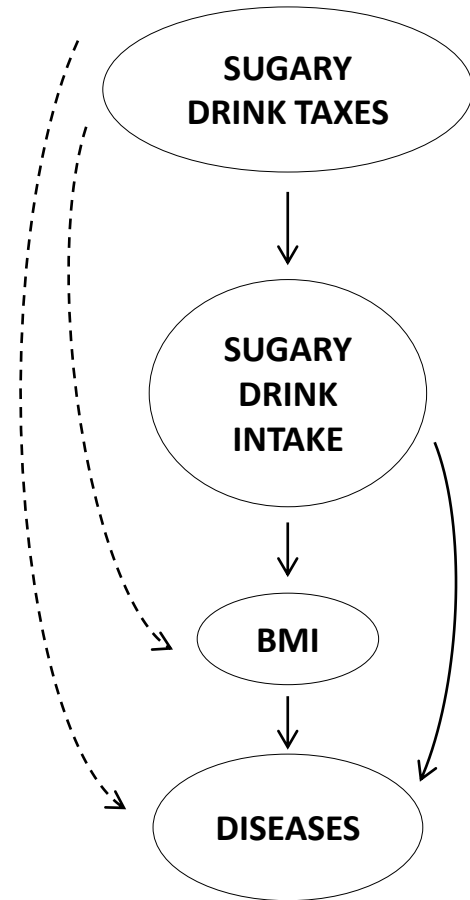 SUGARY
DRINK TAXES
SUGARY
DRINK
INTAKE
BMI
DISEASES